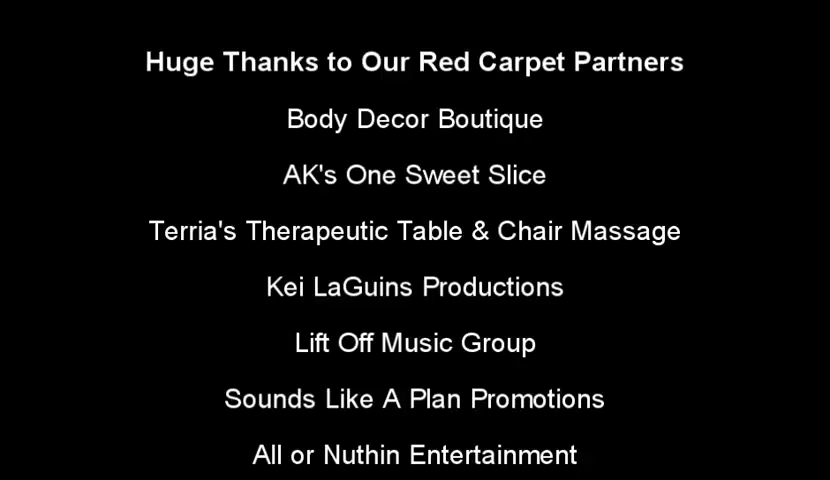 Huge Thanks to Our Red Carpet Partners
Body Decor Boutique
AK's One Sweet Slice
Terria's Therapeutic Table & Chair Massage
Kei LaGuins Productions
Lift Off Music Group
Sounds Like A Plan Promotions
All or Nuthin Entertainment